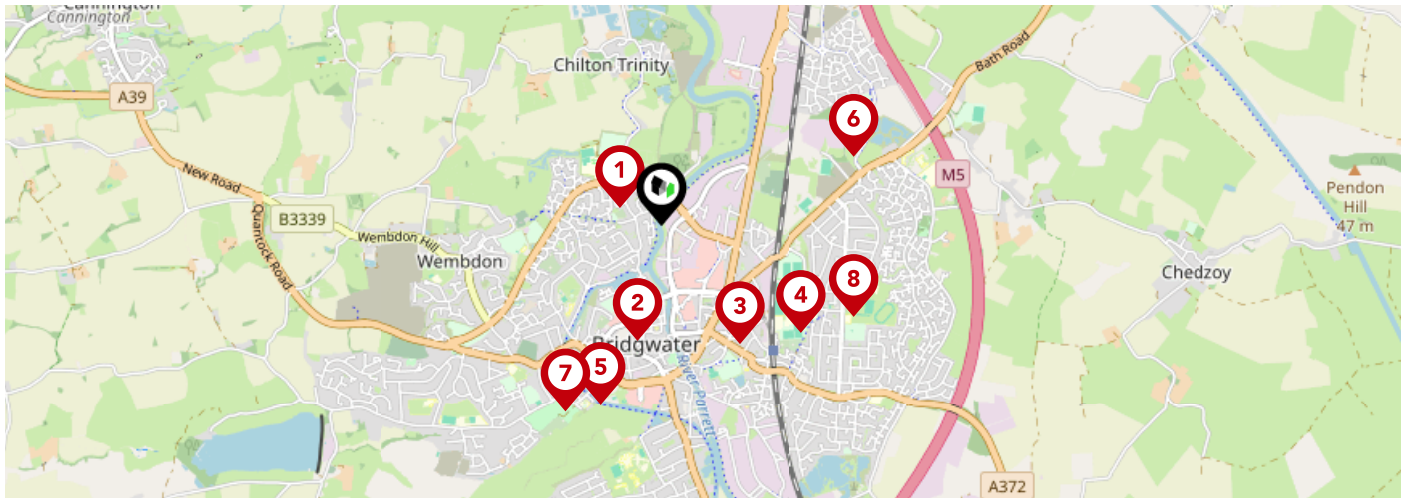 Cannington
Cannington
Chilton Trinity
Bath Road
A39
6
1
New Road
M5
Pendon
Hill
47 m
B3339
Quantock Road
Wembdon Hill
Wembdon
Chedzoy
8
4
2
3
Bridgwater
7
5
River Parrett
A372